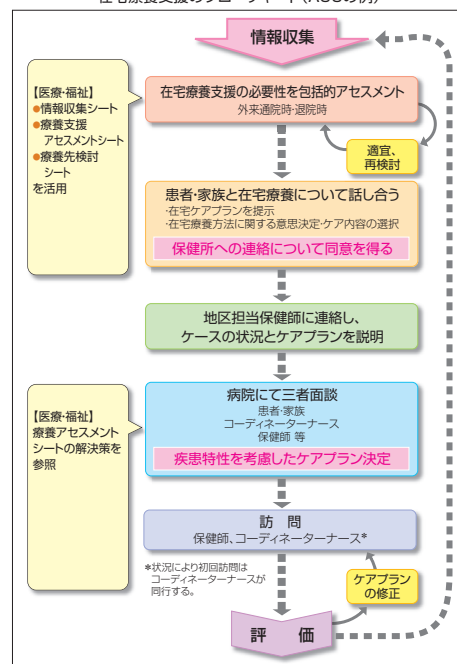 在宅療養支援のフローチャート(ACCの例)
情報収集
【医療・福祉】
●情報収集シート
●療養支援
アセスメントシート
●療養先検討
シート
を活用
在宅療養支援の必要性を包括的アセスメント
外来通院時・退院時
適宜、
再検討
患者・家族と在宅療養について話し合う
・在宅ケアプランを提示
・在宅療養方法に関する意思決定・ケア内容の選択
保健所への連絡について同意を得る
地区担当保健師に連絡し、
ケースの状況とケアプランを説明
【医療・福祉】
療養アセスメント
シートの解決策を
参照
病院にて三者面談
患者・家族
コーディネーターナース
保健師 等
疾患特性を考慮したケアプラン決定
訪 問
保健師、コーディネーターナース*
*状況により初回訪問は
コーディネーターナースが
同行する。
ケアプラン
の修正
評 価